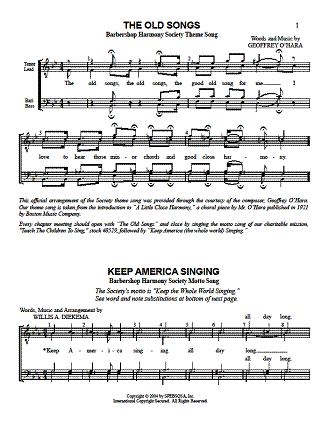 THE OLD SONGS
1
Barbershop Harmony Society Theme Song
Words and Music by
GEOFFREY O'HARA
Tenor
Lead
The old songs, the old songs, the good old song for me I
Bari
Bass
love to hear those min - or chords and good close har - mo - ny.
This official arrangement of the Society theme song was provided through the courtesy of the composer, Geoffrey O'Hara.
Our theme song is taken from the introduction to "A Little Close Harmony," a choral piece by Mr. O'Hara published in 1921
by Boston Music Company.
Every chapter meeting should open with "The Old Songs," and close by singing the motto song of our charitable mission,
"Teach The Children To Sing," stock #8529, followed by "Keep America (the whole world) Singing.
KEEP AMERICA SINGING
Barbershop Harmony Society Motto Song
The Society's motto is "Keep the Whole World Singing."
See word and note substitutions at bottom of next page.
Words, Music and Arrangement by
WILLIS A. DIEKEMA
all day long.
*Keep A - mer - i - ca sing - ing all day long
all day long.
Copyright © 2004 by SPEBSQSA, Inc.
International Copyright Secured. All Rights Reserved.